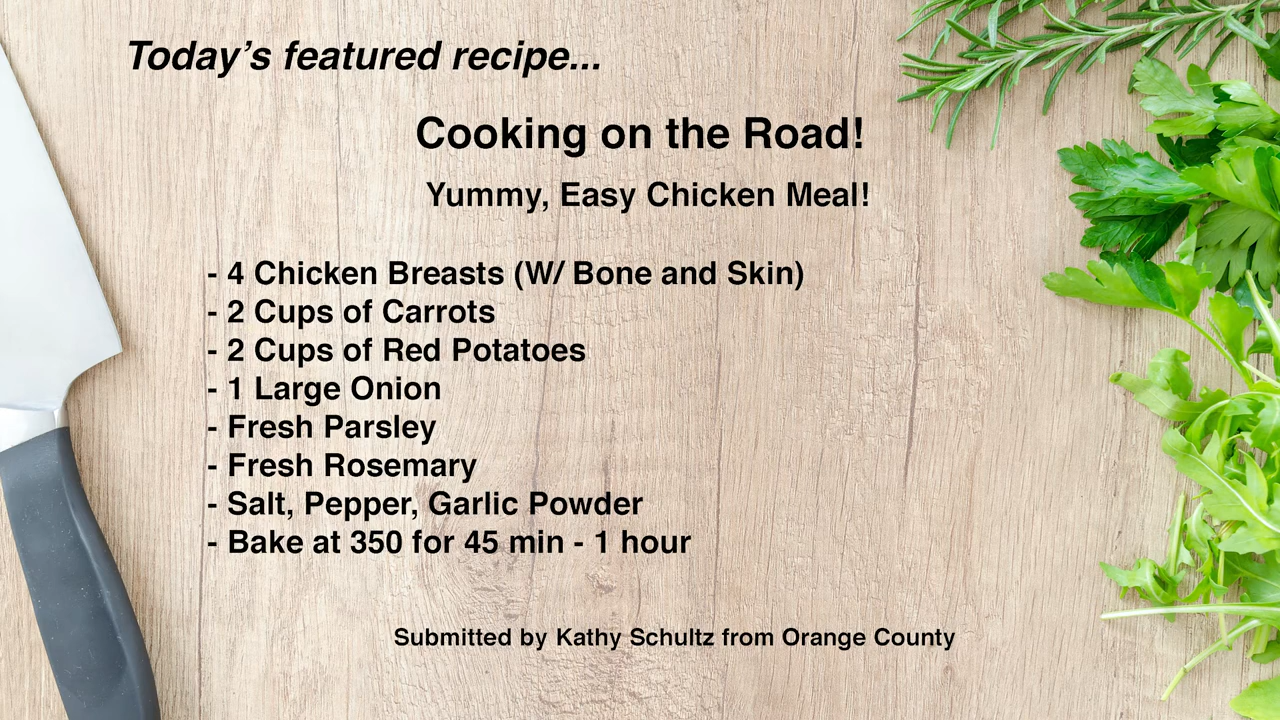 Today’s featured recipe...
Cooking on the Road!
Yummy, Easy Chicken Meal!
- 4 Chicken Breasts (W/ Bone and Skin)
- 2 Cups of Carrots
- 2 Cups of Red Potatoes
- 1 Large Onion
- Fresh Parsley
- Fresh Rosemary
- Salt, Pepper, Garlic Powder
- Bake at 350 for 45 min - 1 hour
Submitted by Kathy Schultz from Orange County